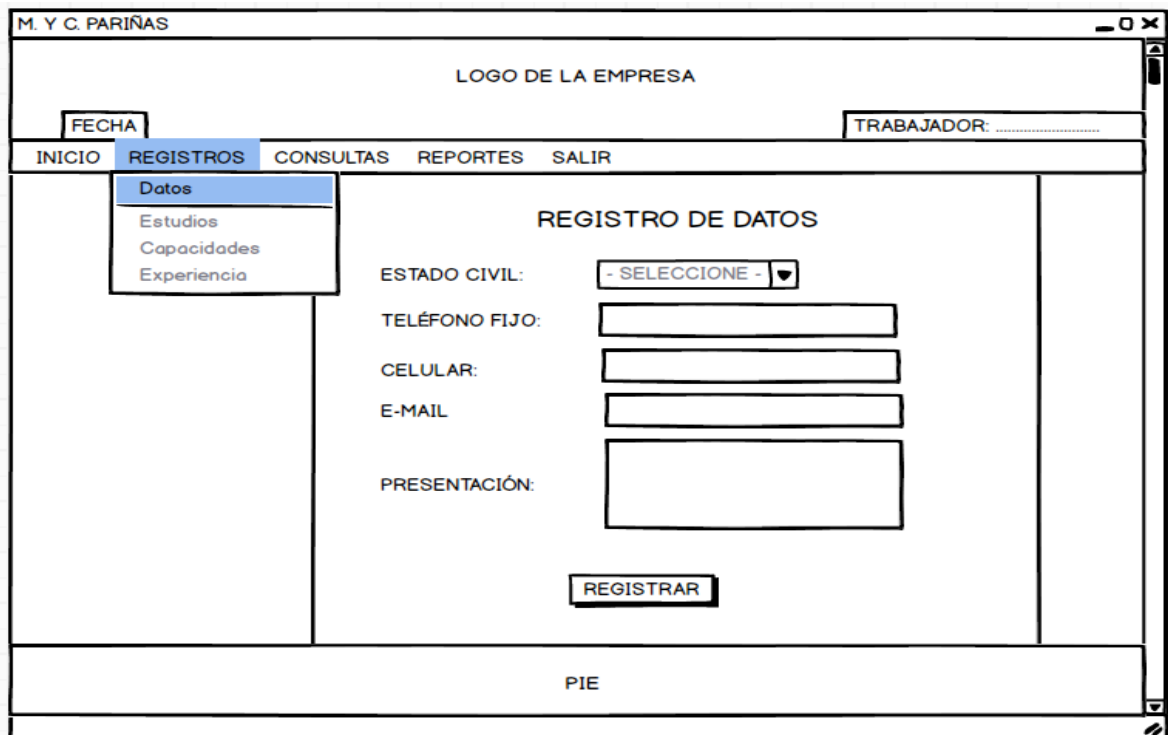 M. Y C. PARIÑAS
LOGO DE LA EMPRESA
FECHA
TRABAJADOR: ............................
INICIO REGISTROS CONSULTAS REPORTES SALIR
Datos
Estudios
Capacidades
Experiencia
REGISTRO DE DATOS
ESTADO CIVIL: - SELECCIONE -
TELÉFONO FIJO:
CELULAR:
E-MAIL
PRESENTACIÓN:
REGISTRAR
PIE